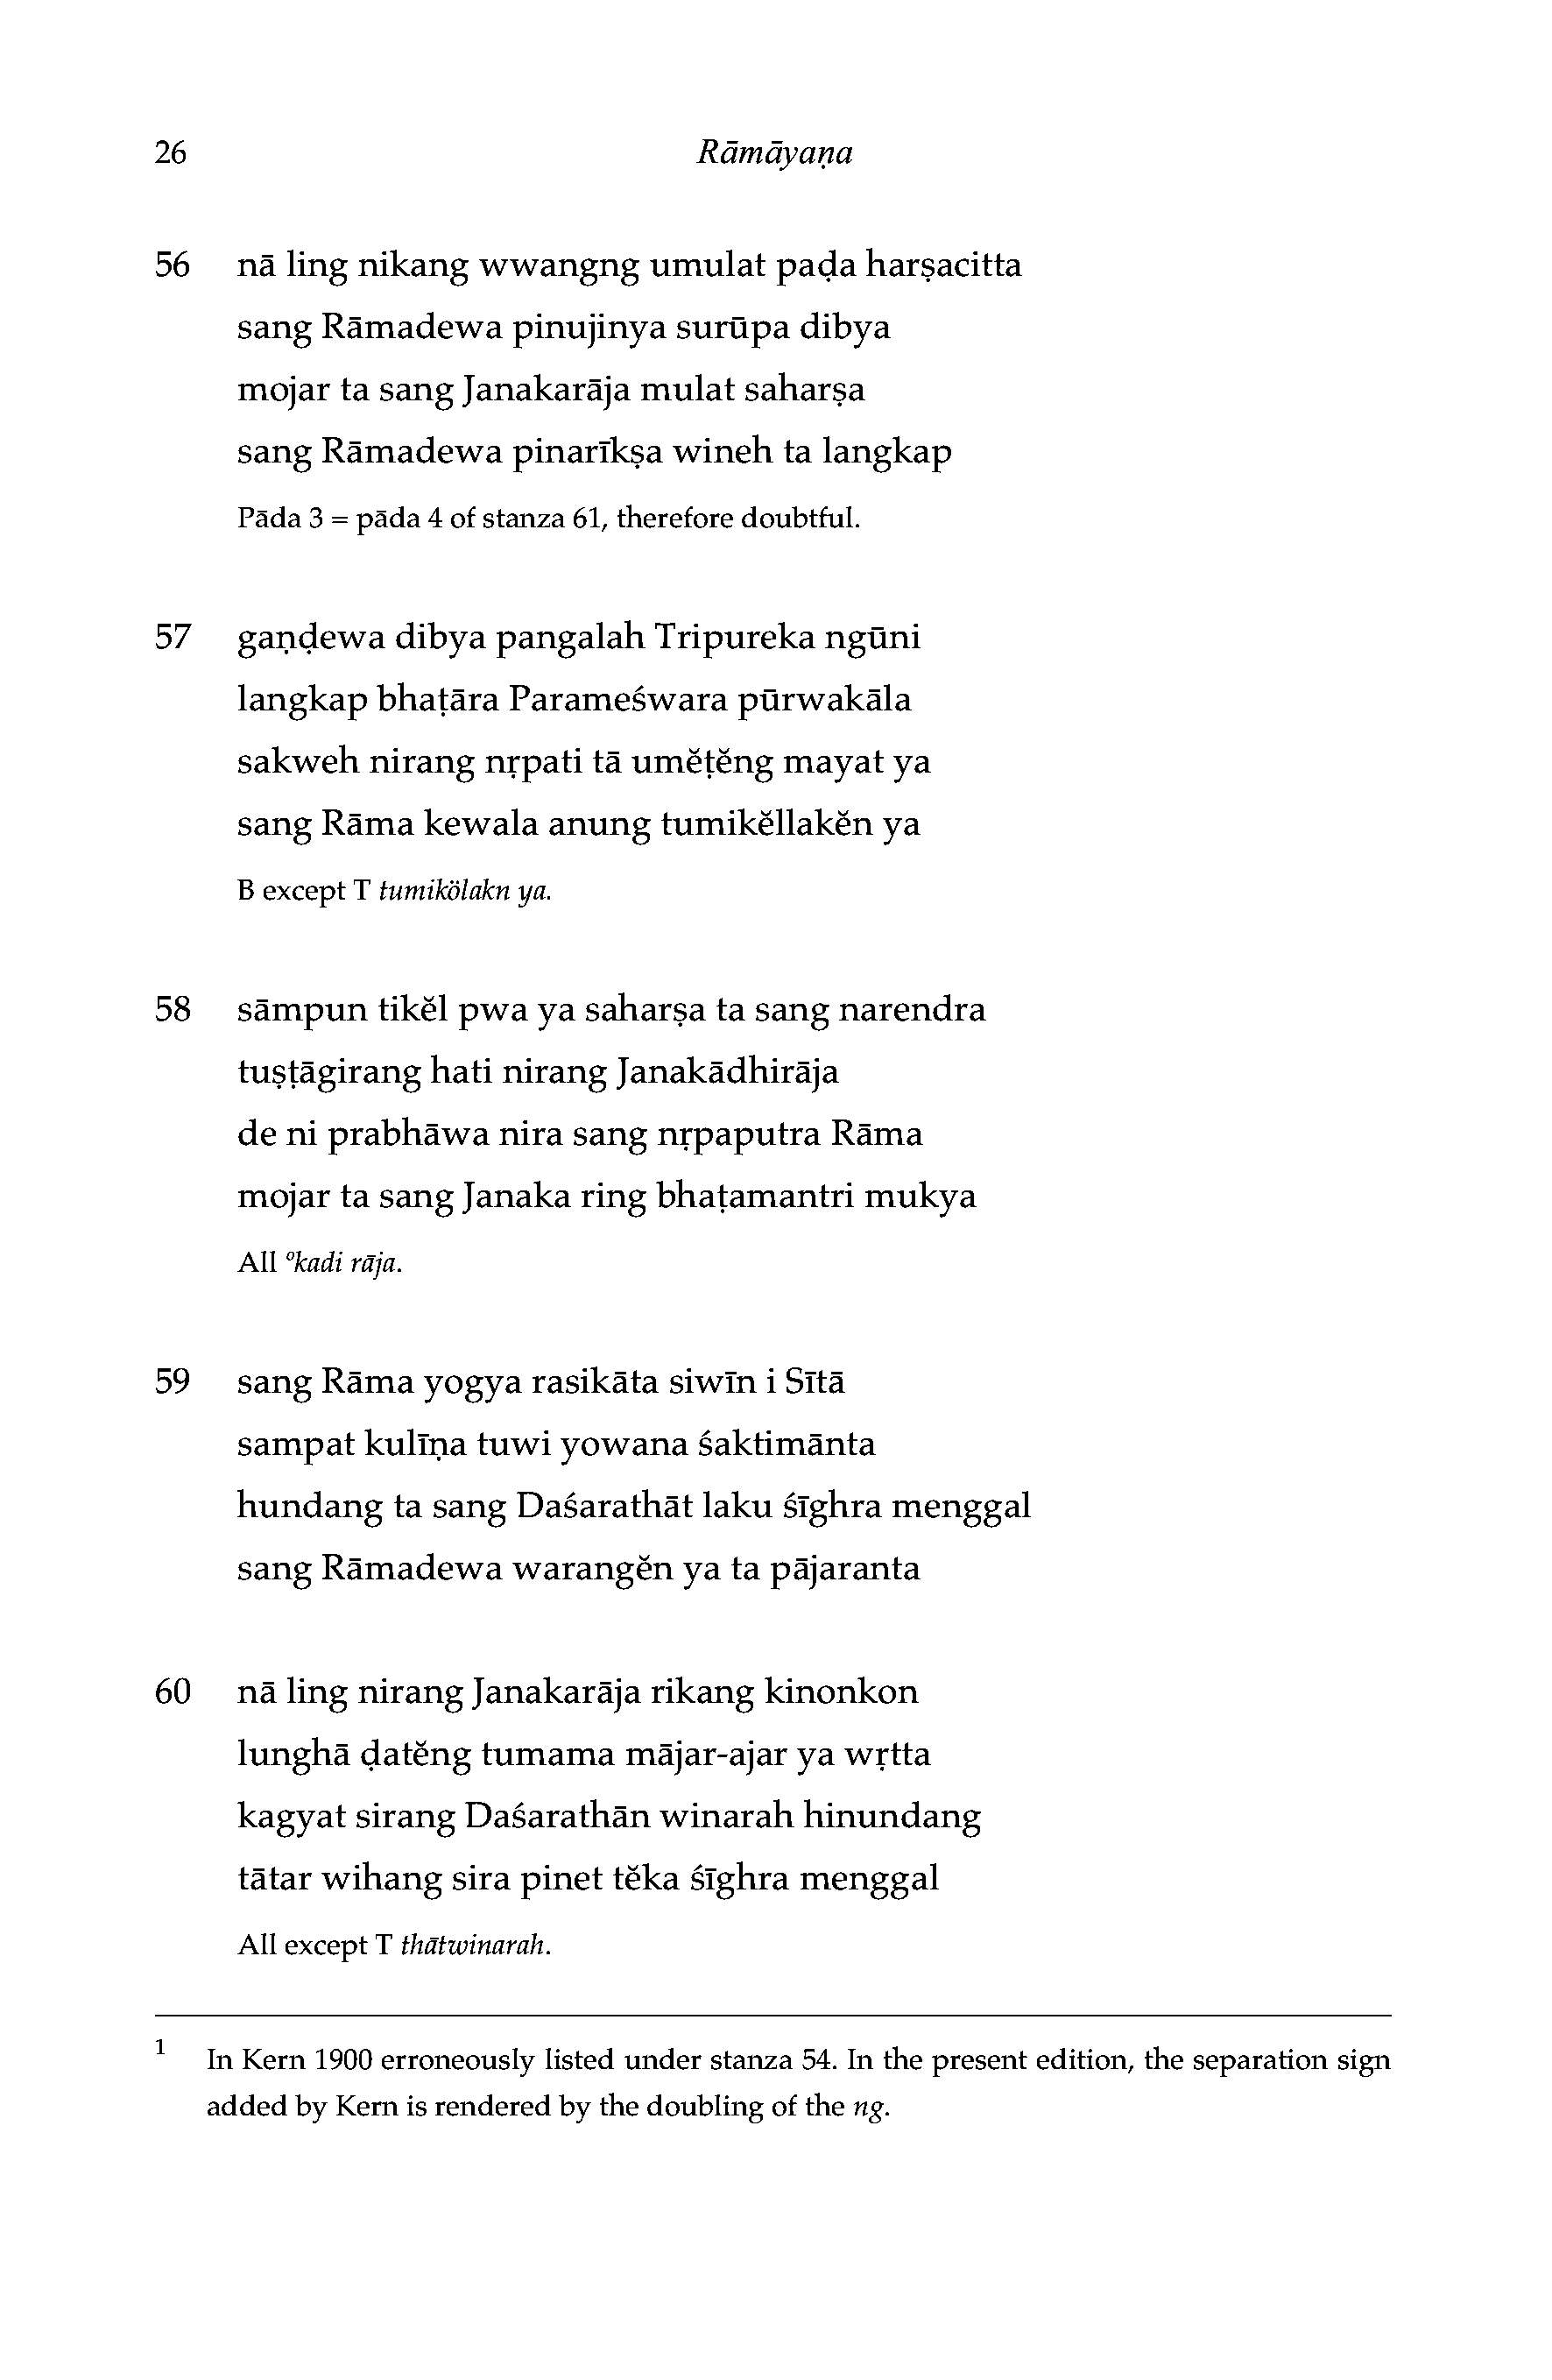 26 Rāmāyaṇa
56 nā ling nikang wwangng umulat paḍa harṣacitta
sang Rāmadewa pinujinya surūpa dibya
mojar ta sang Janakarāja mulat saharṣa
sang Rāmadewa pinarīkṣa wineh ta langkap
Pāda 3 = pāda 4 of stanza 61, therefore doubtful.
57 gaṇḍewa dibya pangalah Tripureka ngūni
langkap bhaṭāra Parameśwara pūrwakāla
sakweh nirang nṛpati tā umĕṭĕng mayat ya
sang Rāma kewala anung tumikĕllakĕn ya
B except T tumikölakn ya.
58 sāmpun tikĕl pwa ya saharṣa ta sang narendra
tuṣṭāgirang hati nirang Janakādhirāja
de ni prabhāwa nira sang nṛpaputra Rāma
mojar ta sang Janaka ring bhaṭamantri mukya
All °kadi rāja.
59 sang Rāma yogya rasikāta siwīn i Sītā
sampat kulīṇa tuwi yowana śaktimānta
hundang ta sang Daśarathāt laku śīghra menggal
sang Rāmadewa warangĕn ya ta pājaranta
60 nā ling nirang Janakarāja rikang kinonkon
lunghā ḍatĕng tumama mājar-ajar ya wṛtta
kagyat sirang Daśarathān winarah hinundang
tātar wihang sira pinet tĕka śīghra menggal
All except T thātwinarah.
1 In Kern 1900 erroneously listed under stanza 54. In the present edition, the separation sign
added by Kern is rendered by the doubling of the ng.